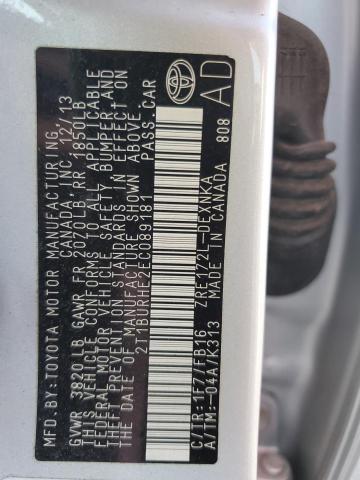 MFD. BY: TOYOTA MOTOR MANUFACTURING
CANADA, INC. 12/13
GVWR 3820LB GAWR FR 2020LB RR 1850LB
THIS VEHICLE CONFORMS TO ALL APPLICABLE
FEDERAL MOTOR VEHICLE SAFETY, BUMPER, AND
THEFT PREVENTION STANDARDS IN EFFECT ON
THE DATE OF MANUFACTURE SHOWN ABOVE.
2T1BURHE2EC089181 PASS. CAR
C/TR:1F7/FB16 ZRE172L-DEXNKA
A/TM:-04A/K313 MADE IN CANADA 808
AD